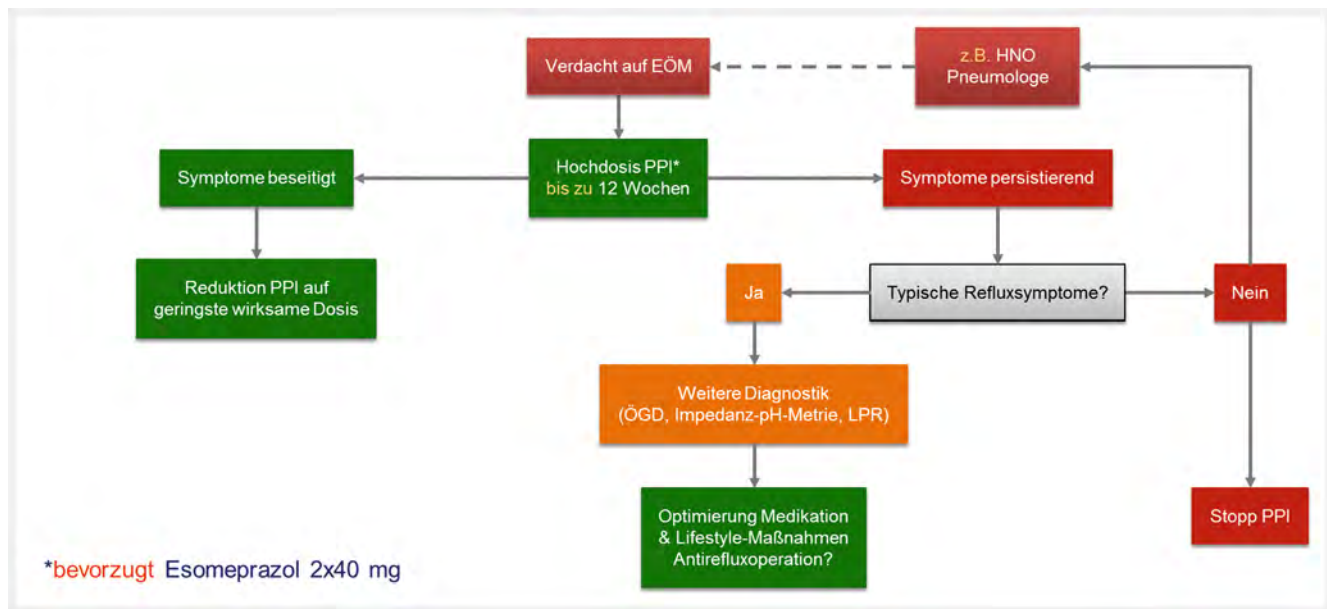 Verdacht auf EÖM
z.B. HNO
Pneumologe
Symptome beseitigt
Hochdosis PPI*
bis zu 12 Wochen
Symptome persistierend
Reduktion PPI auf
geringste wirksame Dosis
Ja
Typische Refluxsymptome?
Nein
Weitere Diagnostik
(ÖGD, Impedanz-pH-Metrie, LPR)
Optimierung Medikation
& Lifestyle-Maßnahmen
Antirefluxoperation?
Stopp PPI
*bevorzugt Esomeprazol 2x40 mg